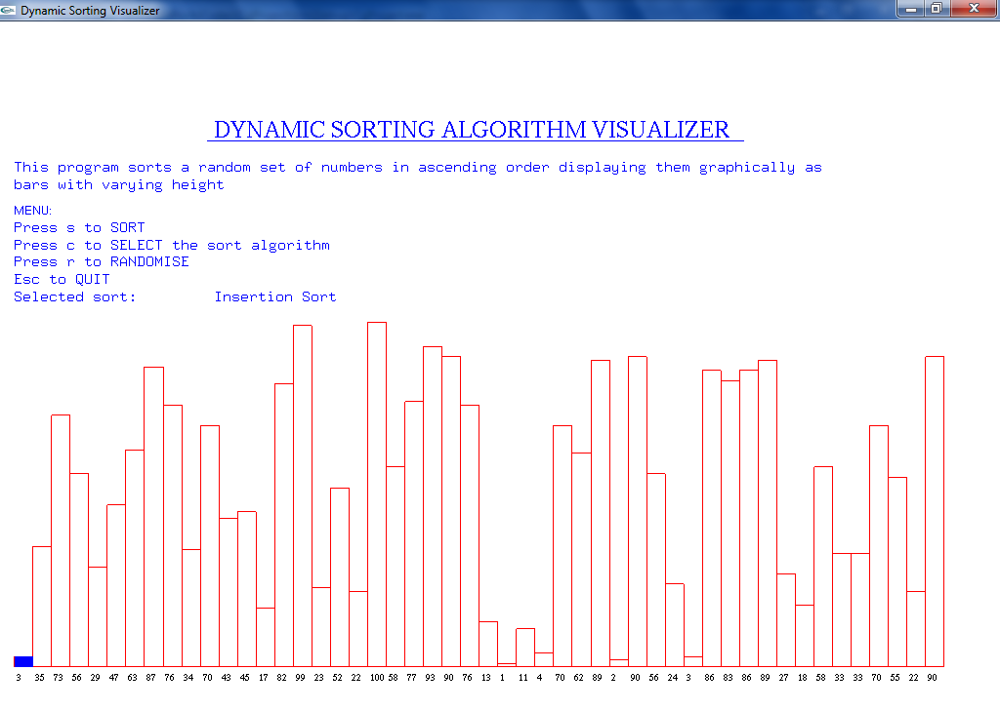 Dynamic Sorting Visualizer
DYNAMIC SORTING ALGORITHM VISUALIZER
This program sorts a random set of numbers in ascending order displaying them graphically as
bars with varying height
MENU:
Press s to SORT
Press c to SELECT the sort algorithm
Press r to RANDOMISE
Esc to QUIT
Selected sort: Insertion Sort
3 35 73 56 29 47 63 87 76 34 70 43 45 17 82 99 23 52 22 100 58 77 93 90 76 13 1 11 4 70 62 89 2 90 56 24 3 86 83 86 89 27 18 58 33 33 70 55 22 90